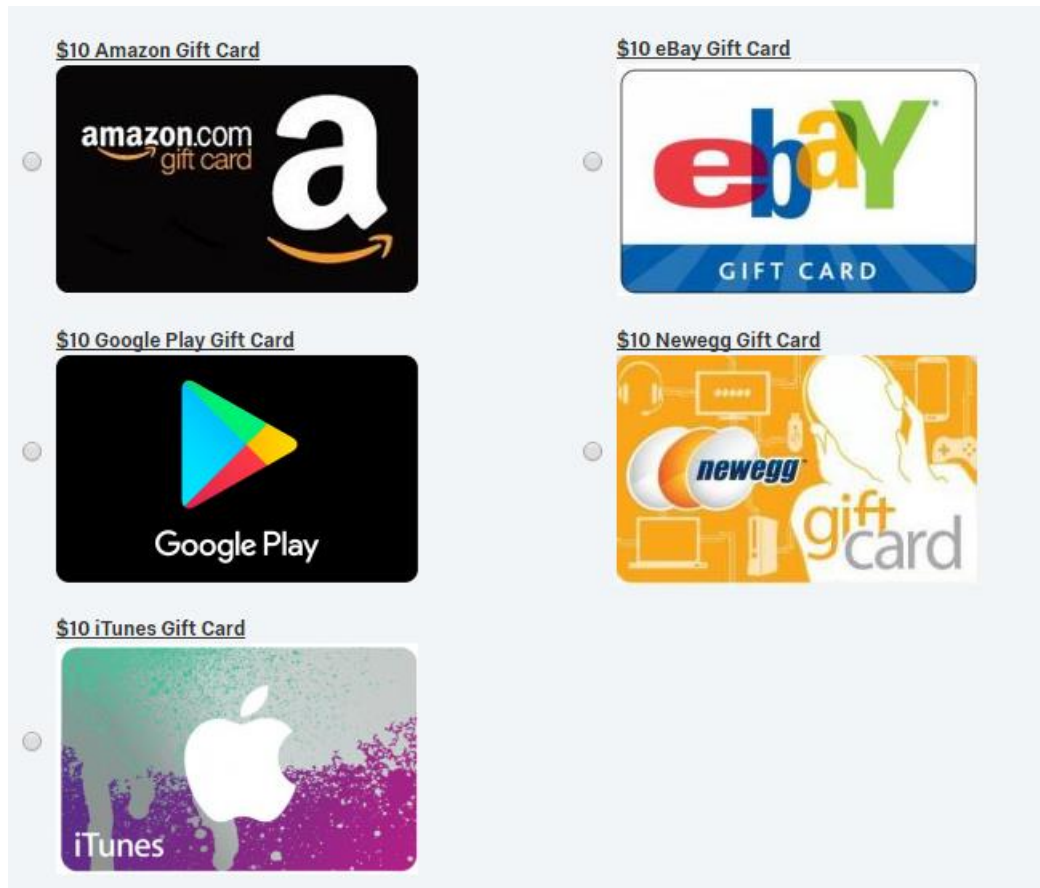 $10 Amazon Gift Card
amazon.com
gift card
a
$10 eBay Gift Card
ebaY
GIFT CARD
$10 Google Play Gift Card
Google Play
$10 Newegg Gift Card
newegg
gift
card
$10 iTunes Gift Card
iTunes